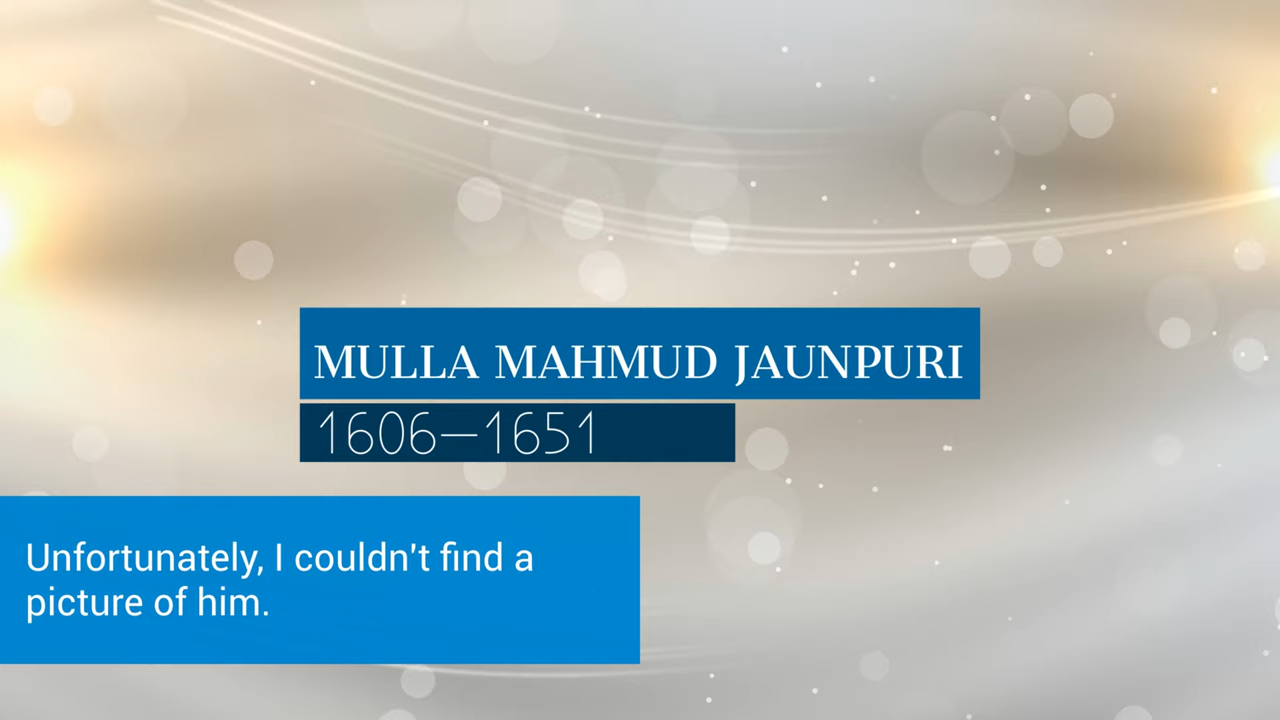 MULLA MAHMUD JAUNPURI
1606–1651
Unfortunately, I couldn't find a
picture of him.